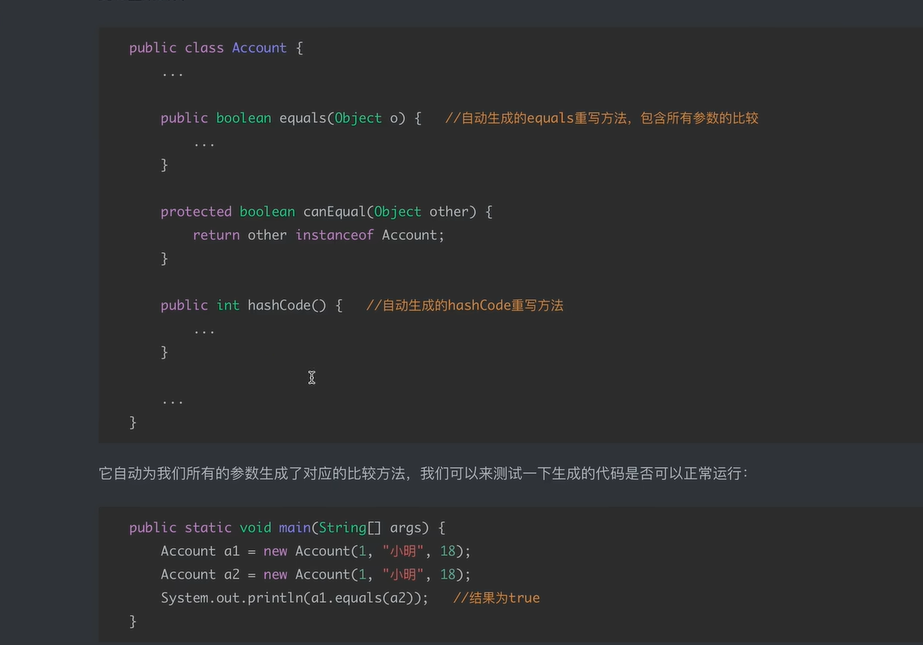 public class Account {
...
public boolean equals(Object o) { //自动生成的equals重写方法，包含所有参数的比较
...
}
protected boolean canEqual(Object other) {
return other instanceof Account;
}
public int hashCode() { //自动生成的hashCode重写方法
...
}
...
}
它自动为我们所有的参数生成了对应的比较方法，我们可以来测试一下生成的代码是否可以正常运行：
public static void main(String[] args) {
Account a1 = new Account(1, "小明", 18);
Account a2 = new Account(1, "小明", 18);
System.out.println(a1.equals(a2)); //结果为true
}